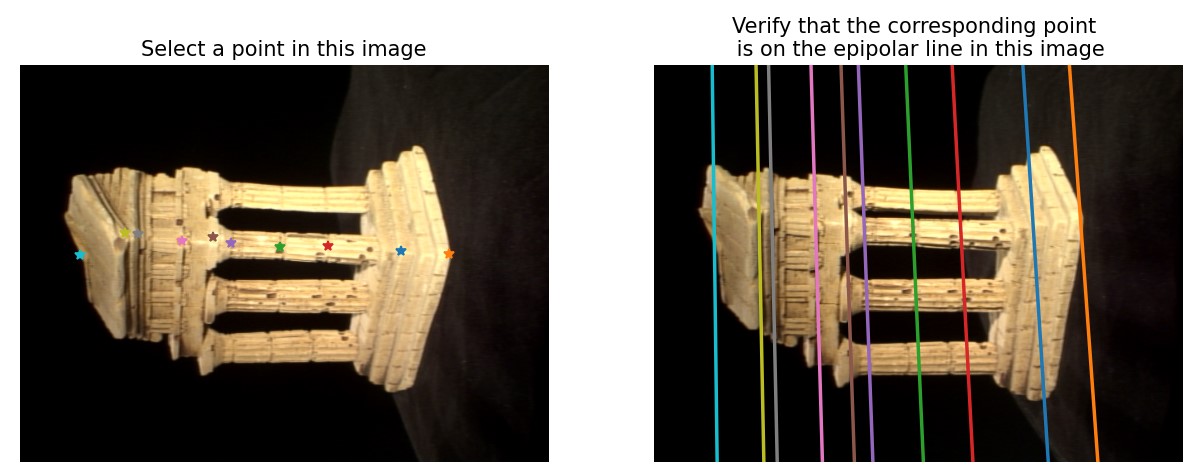 Select a point in this image
Verify that the corresponding point
is on the epipolar line in this image